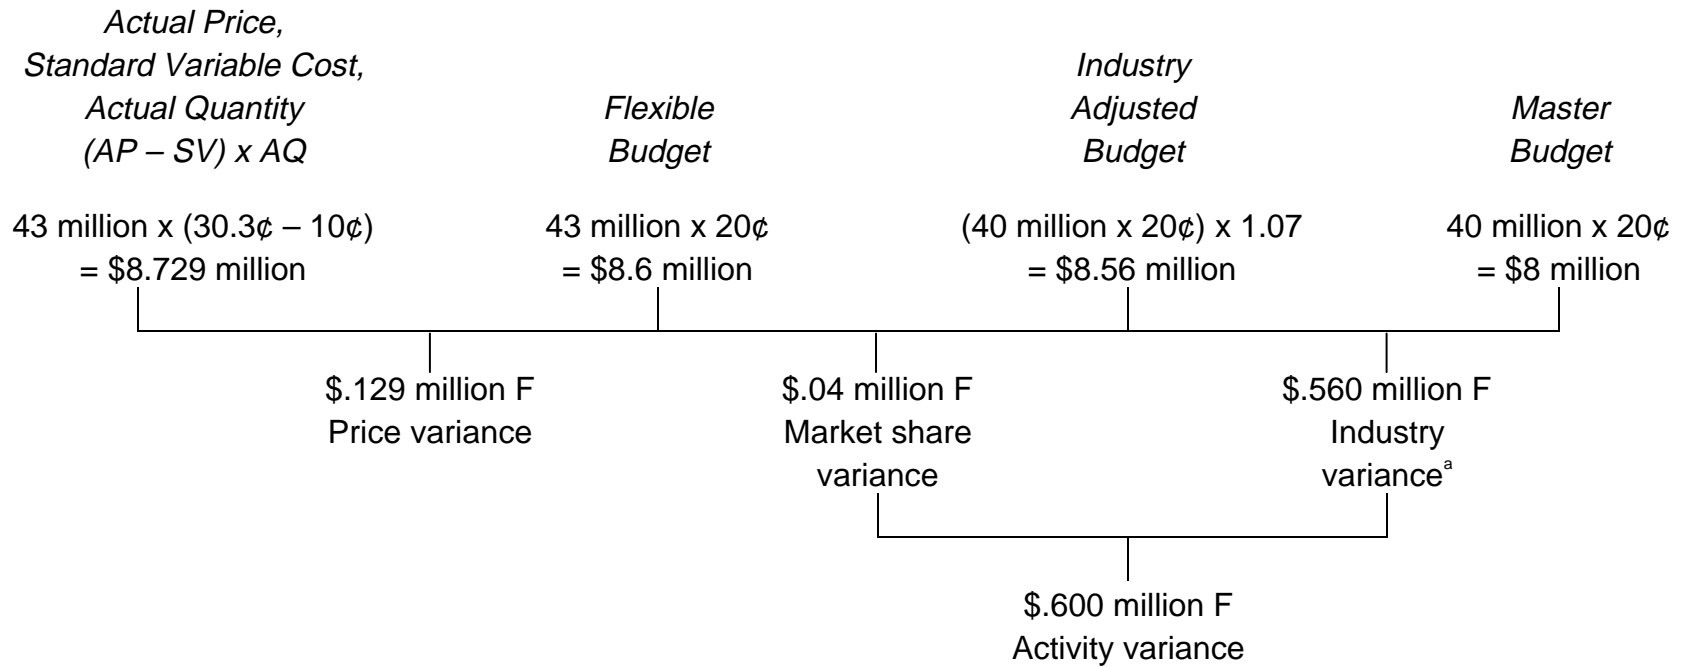 Actual Price,
Standard Variable Cost,
Actual Quantity
(AP – SV) x AQ
Flexible
Budget
Industry
Adjusted
Budget
Master
Budget
43 million x (30.3¢ – 10¢)
= $8.729 million
43 million x 20¢
= $8.6 million
(40 million x 20¢) x 1.07
= $8.56 million
40 million x 20¢
= $8 million
$.129 million F
Price variance
$.04 million F
Market share
variance
$.560 million F
Industry
varianceᵃ
$.600 million F
Activity variance